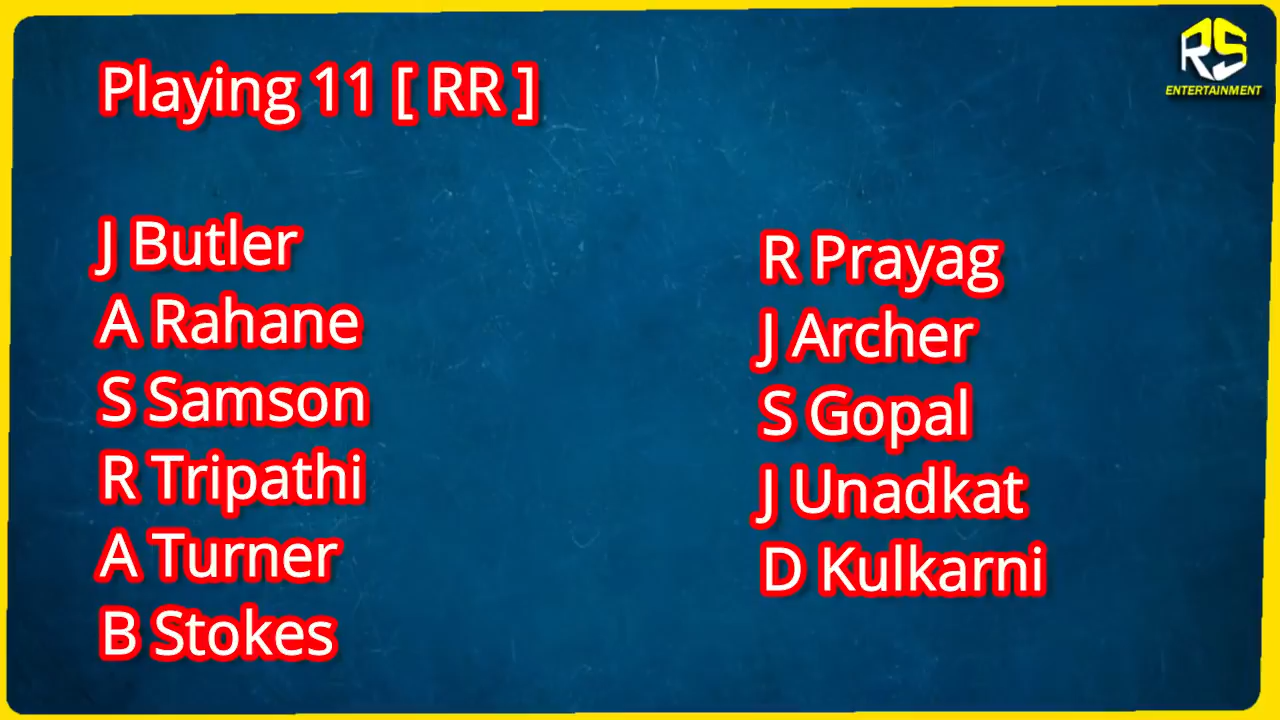 Playing 11 [ RR ]
RS
ENTERTAINMENT
J Butler
A Rahane
S Samson
R Tripathi
A Turner
B Stokes
R Prayag
J Archer
S Gopal
J Unadkat
D Kulkarni